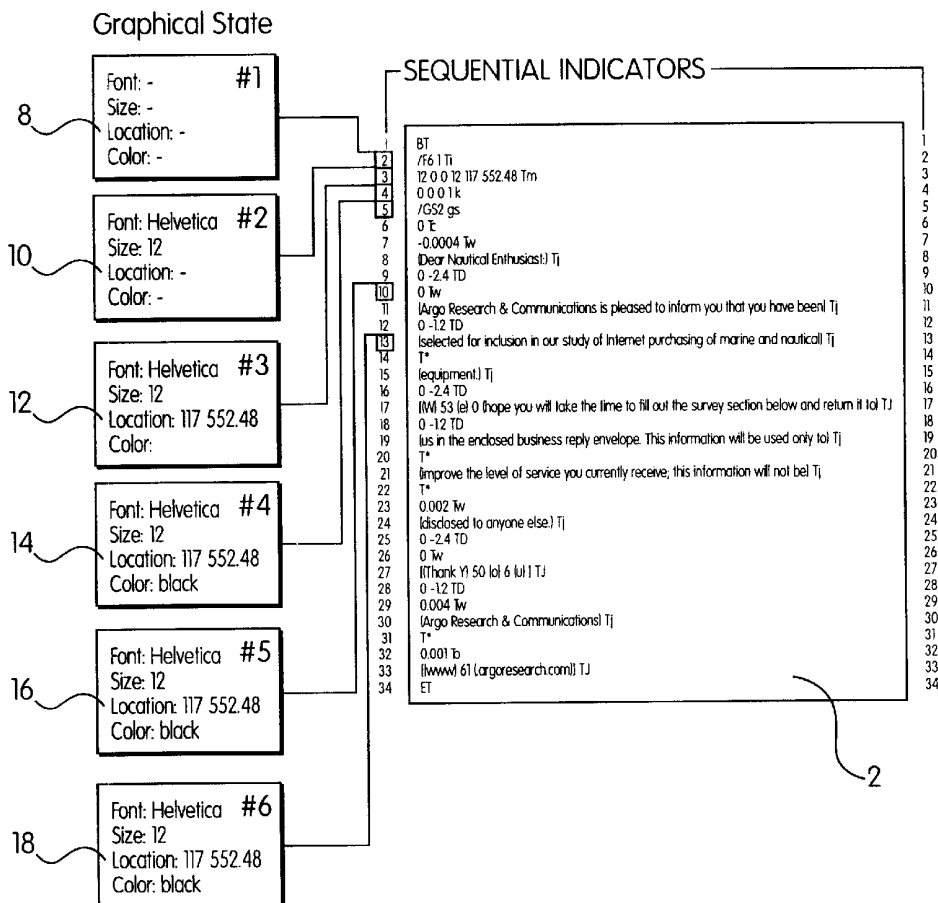 Graphical State
Font: - #1
Size: -
Location: -
Color: -
8
Font: Helvetica #2
Size: 12
Location: -
Color: -
10
Font: Helvetica #3
Size: 12
Location: 117 552.48
Color:
12
Font: Helvetica #4
Size: 12
Location: 117 552.48
Color: black
14
Font: Helvetica #5
Size: 12
Location: 117 552.48
Color: black
16
Font: Helvetica #6
Size: 12
Location: 117 552.48
Color: black
18
SEQUENTIAL INDICATORS
1 BT 1
2 /F6 1 Ti 2
3 12 0 0 12 117 552.48 Tm 3
4 0 0 0 1 k 4
5 /GS2 gs 5
6 0 Tc 6
7 -0.0004 Tw 7
8 (Dear Nautical Enthusiast:) Tj 8
9 0 -2.4 TD 9
10 0 Tw 10
11 (Argo Research & Communications is pleased to inform you that you have been) Tj 11
12 0 -1.2 TD 12
13 (selected for inclusion in our study of Internet purchasing of marine and nautical) Tj 13
14 T* 14
15 (equipment.) Tj 15
16 0 -2.4 TD 16
17 [(W) 53 (e) 0 (hope you will take the time to fill out the survey section below and return it to) TJ 17
18 0 -1.2 TD 18
19 (us in the enclosed business reply envelope. This information will be used only to) Tj 19
20 T* 20
21 (improve the level of service you currently receive; this information will not be) Tj 21
22 T* 22
23 0.002 Tw 23
24 (disclosed to anyone else.) Tj 24
25 0 -2.4 TD 25
26 0 Tw 26
27 [(Thank Y) 50 (o) 6 (u) ] TJ 27
28 0 -1.2 TD 28
29 0.004 Tw 29
30 (Argo Research & Communications) Tj 30
31 T* 31
32 0.001 Tc 32
33 [(www) 61 (.argoresearch.com)] TJ 33
34 ET 34
2